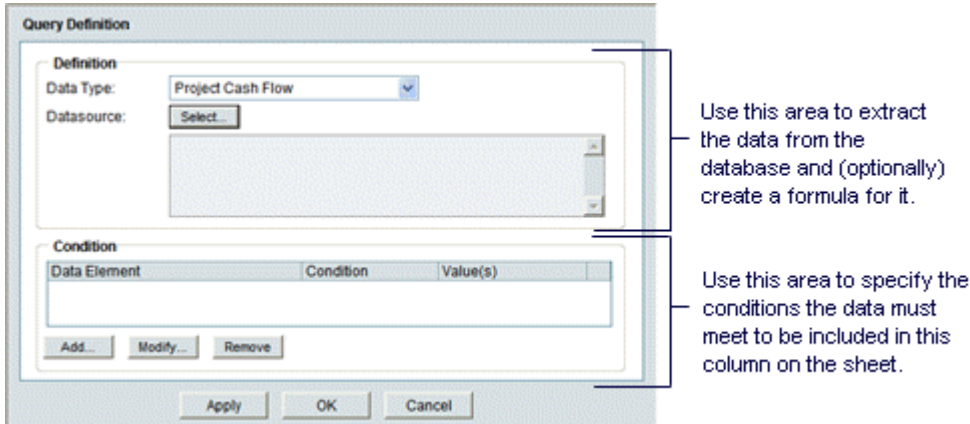 Query Definition
Definition
Data Type: Project Cash Flow
Datasource: Select...
Use this area to extract
the data from the
database and (optionally)
create a formula for it.
Condition
Data Element Condition Value(s)
Add... Modify... Remove
Use this area to specify the
conditions the data must
meet to be included in this
column on the sheet.
Apply OK Cancel